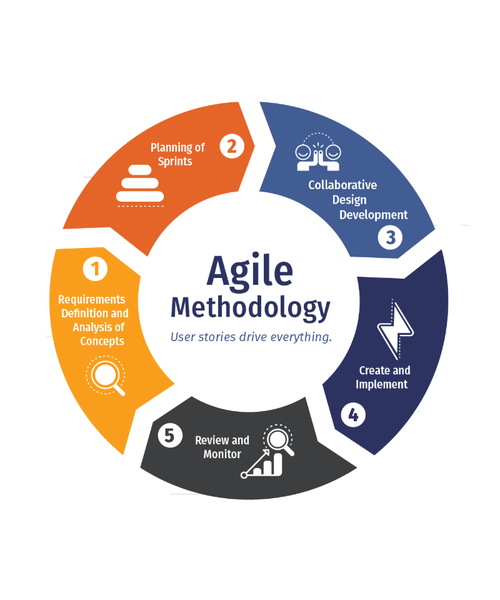 Agile
Methodology
User stories drive everything.
1
Requirements
Definition and
Analysis of
Concepts
2
Planning of
Sprints
Collaborative
Design
Development
3
Create and
Implement
4
5
Review and
Monitor